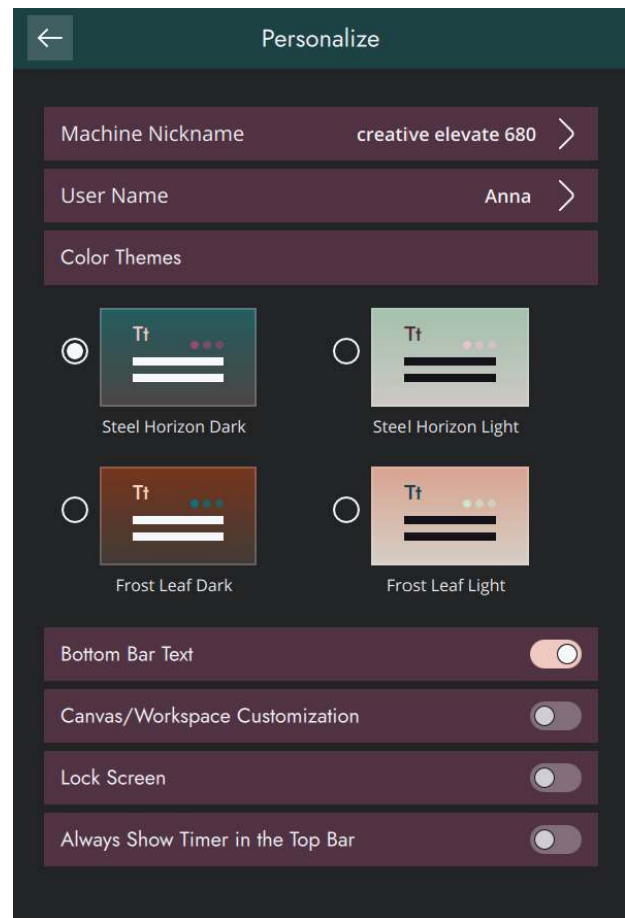 Personalize
Machine Nickname creative elevate 680
User Name Anna
Color Themes
Tt Tt
Steel Horizon Dark Steel Horizon Light
Tt Tt
Frost Leaf Dark Frost Leaf Light
Bottom Bar Text
Canvas/Workspace Customization
Lock Screen
Always Show Timer in the Top Bar